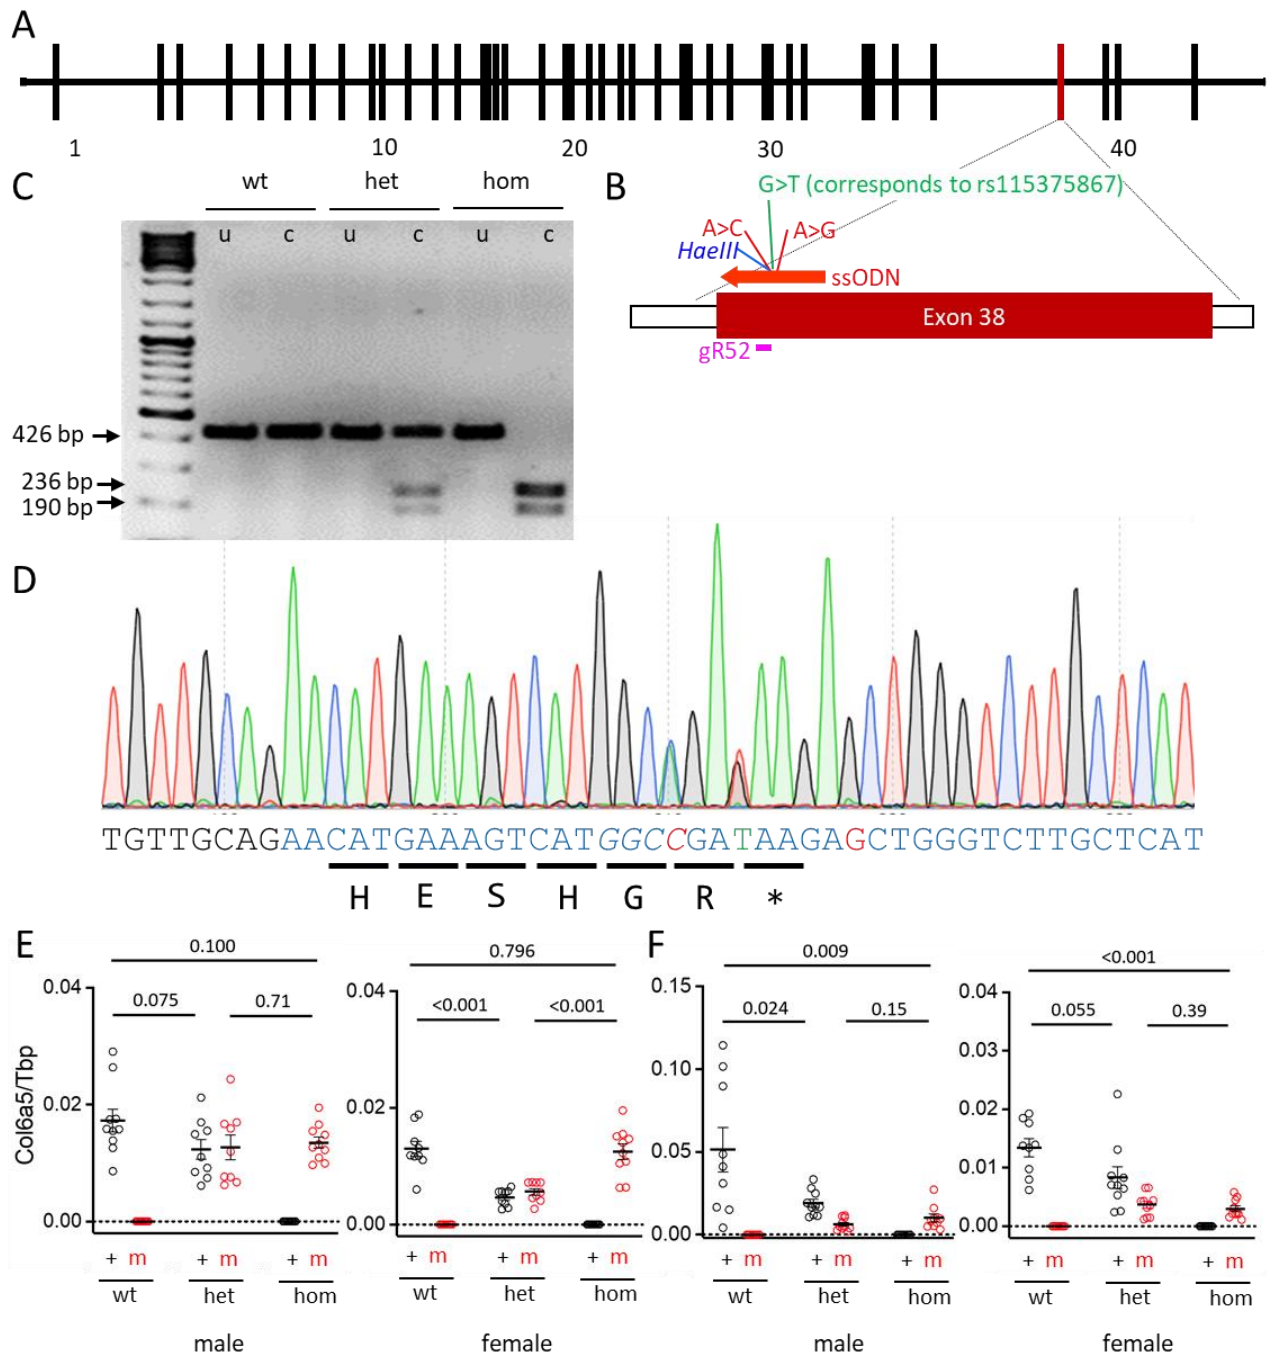 A
1 10 20 30 40
C
wt het hom
u c u c u c
426 bp
236 bp
190 bp
B
G>T (corresponds to rs115375867)
A>C A>G
HaeIII
ssODN
Exon 38
gR52
D
TGTTGCAGAACATGAAAGTCATGGCCCGATAAGAGCTGGGTCTTGCTCAT
H E S H G R *
E
Col6a5/Tbp
0.100
0.075 0.71
0.04
0.02
0.00
+ m + m + m
wt het hom
male
0.796
<0.001 <0.001
0.04
0.02
0.00
+ m + m + m
wt het hom
female
F
0.009
0.024 0.15
0.15
0.10
0.05
0.00
+ m + m + m
wt het hom
male
<0.001
0.055 0.39
0.04
0.03
0.02
0.01
0.00
+ m + m + m
wt het hom
female